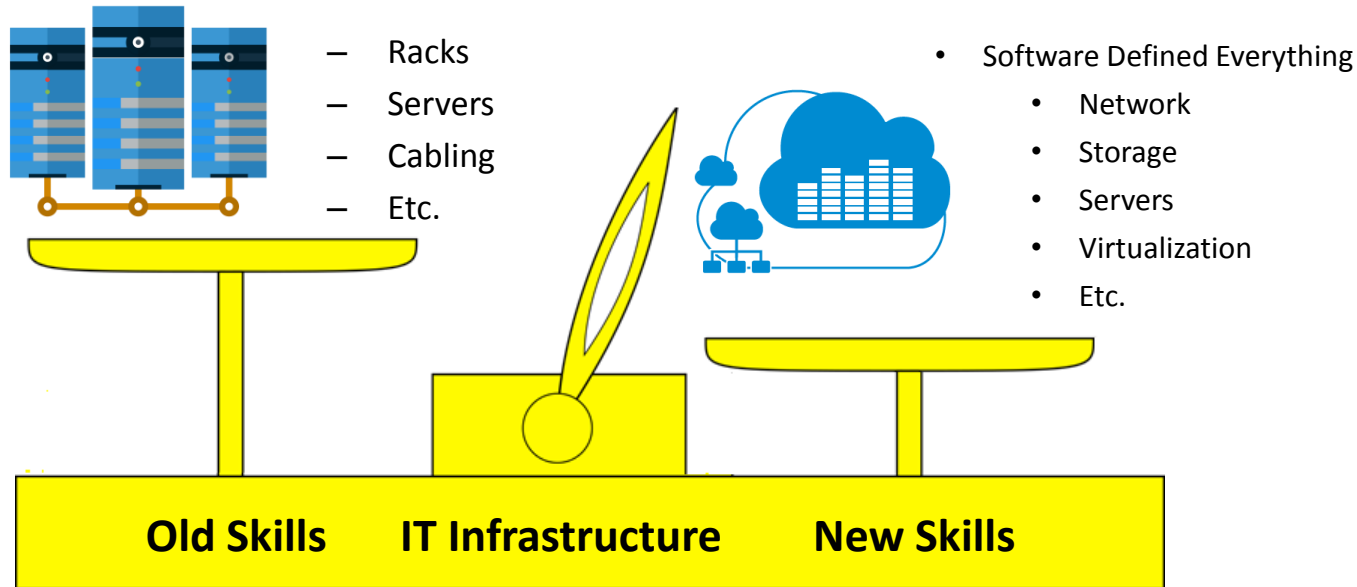 – Racks
– Servers
– Cabling
– Etc.
• Software Defined Everything
• Network
• Storage
• Servers
• Virtualization
• Etc.
Old Skills IT Infrastructure New Skills